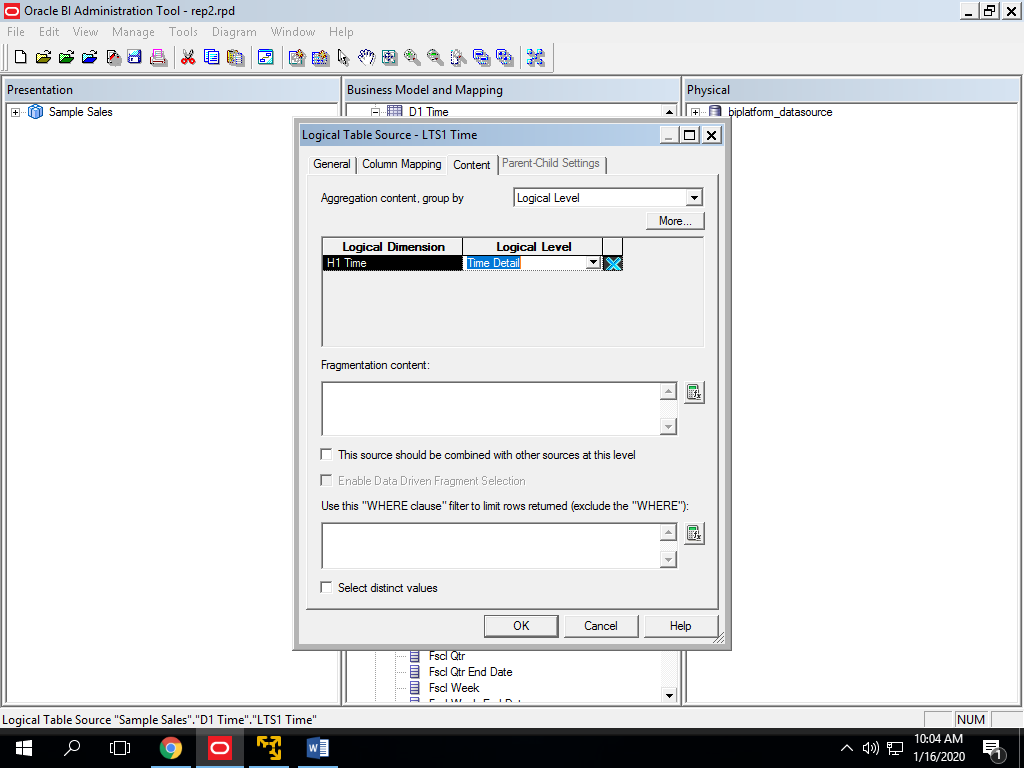 Oracle BI Administration Tool - rep2.rpd
File Edit View Manage Tools Diagram Window Help
Presentation
Business Model and Mapping
Physical
Sample Sales
D1 Time
biplatform_datasource
Logical Table Source - LTS1 Time
General
Column Mapping
Content
Parent-Child Settings
Aggregation content, group by
Logical Level
More...
Logical Dimension
Logical Level
H1 Time
Time Detail
Fragmentation content:
This source should be combined with other sources at this level
Enable Data Driven Fragment Selection
Use this "WHERE clause" filter to limit rows returned (exclude the "WHERE"):
Select distinct values
OK
Cancel
Help
Fscl Qtr
Fscl Qtr End Date
Fscl Week
Logical Table Source "Sample Sales"."D1 Time"."LTS1 Time"
NUM
10:04 AM
1/16/2020
1